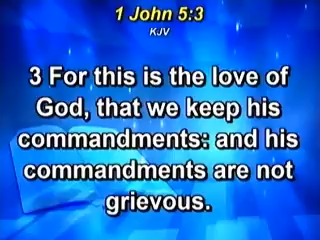 1 John 5:3
KJV
3 For this is the love of
God, that we keep his
commandments: and his
commandments are not
grievous.